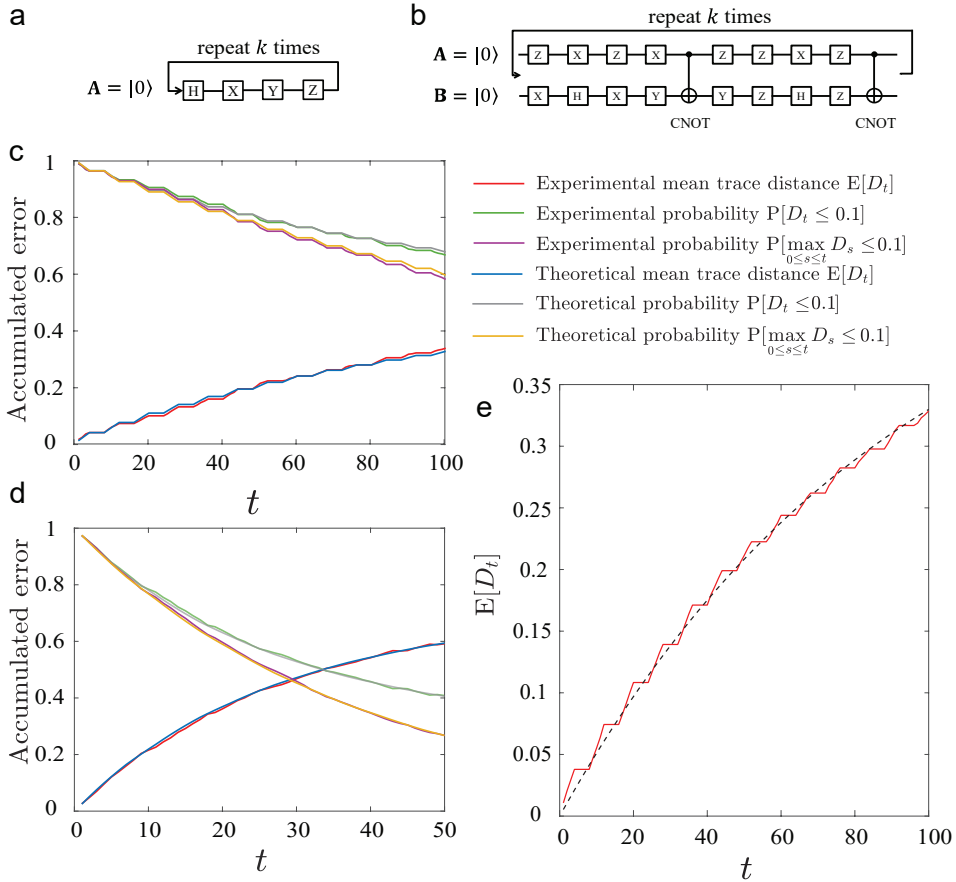 a
repeat k times
A = |0⟩
H X Y Z
b
repeat k times
A = |0⟩
Z X Z X Z Z X Z
B = |0⟩
X H X Y Y Z H Z
CNOT CNOT
c
Accumulated error
1
0.8
0.6
0.4
0.2
0
0 20 40 60 80 100
t
Experimental mean trace distance E[D_t]
Experimental probability P[D_t ≤ 0.1]
Experimental probability P[max D_s ≤0.1]
0≤s≤t
Theoretical mean trace distance E[D_t]
Theoretical probability P[D_t ≤0.1]
Theoretical probability P[max D_s ≤0.1]
0≤s≤t
d
Accumulated error
1
0.8
0.6
0.4
0.2
0
0 10 20 30 40 50
t
e
E[D_t]
0.35
0.3
0.25
0.2
0.15
0.1
0.05
0
0 20 40 60 80 100
t